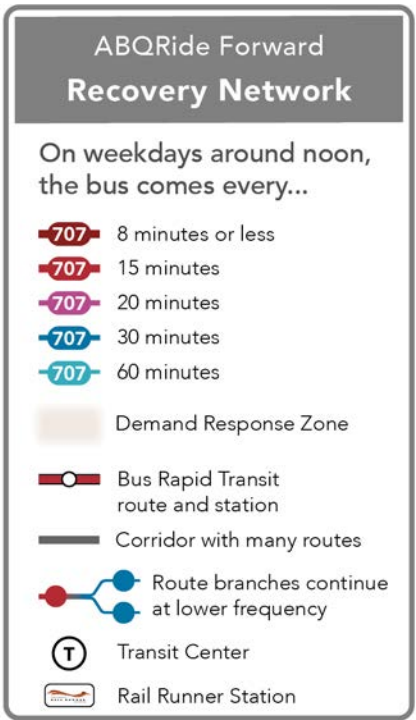 ABQRide Forward
Recovery Network
On weekdays around noon,
the bus comes every...
707 8 minutes or less
707 15 minutes
707 20 minutes
707 30 minutes
707 60 minutes
Demand Response Zone
Bus Rapid Transit
route and station
Corridor with many routes
Route branches continue
at lower frequency
T Transit Center
Rail Runner Station